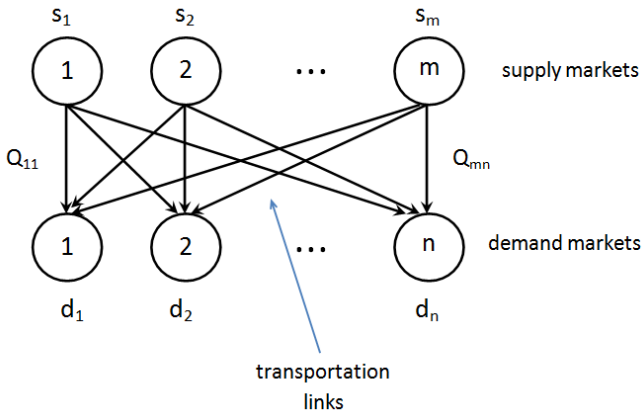 s1 s2 sm
1 2 ... m supply markets
Q11 Qmn
1 2 ... n demand markets
d1 d2 dn
transportation
links